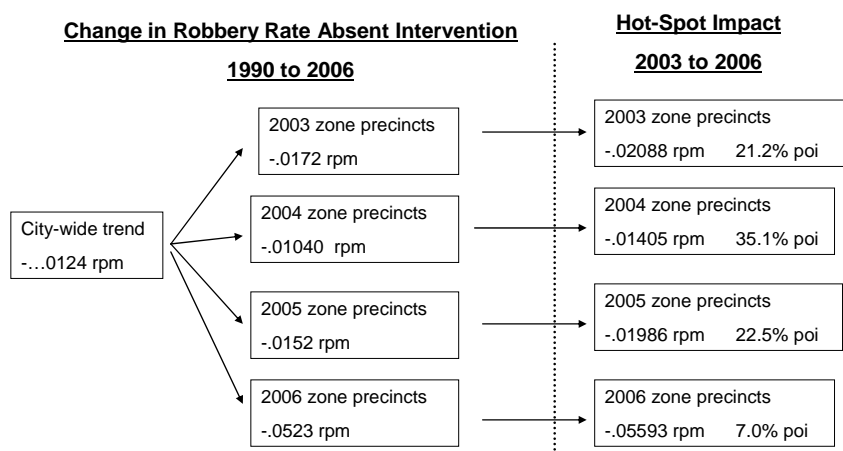 Change in Robbery Rate Absent Intervention
1990 to 2006
Hot-Spot Impact
2003 to 2006
City-wide trend
-...0124 rpm
2003 zone precincts
-.0172 rpm
2004 zone precincts
-.01040 rpm
2005 zone precincts
-.0152 rpm
2006 zone precincts
-.0523 rpm
2003 zone precincts
-.02088 rpm 21.2% poi
2004 zone precincts
-.01405 rpm 35.1% poi
2005 zone precincts
-.01986 rpm 22.5% poi
2006 zone precincts
-.05593 rpm 7.0% poi